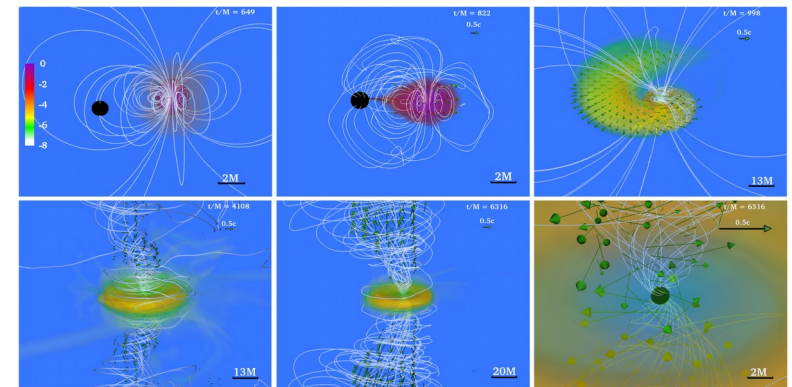 t/M = 649
0
-2
-4
-6
-8
2M
t/M = 822
0.5c
2M
t/M = 998
0.5c
13M
t/M = 4108
0.5c
13M
t/M = 6316
0.5c
20M
t/M = 6316
0.5c
2M